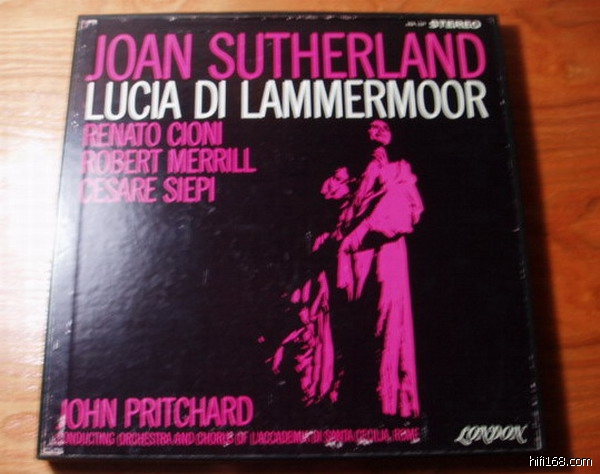 STEREO
JOAN SUTHERLAND
LUCIA DI LAMMERMOOR
RENATO CIONI
ROBERT MERRILL
CESARE SIEPI
JOHN PRITCHARD
CONDUCTING ORCHESTRA AND CHORUS OF L'ACCADEMIA DI SANTA CECILIA, ROME
LONDON
hifi168.com